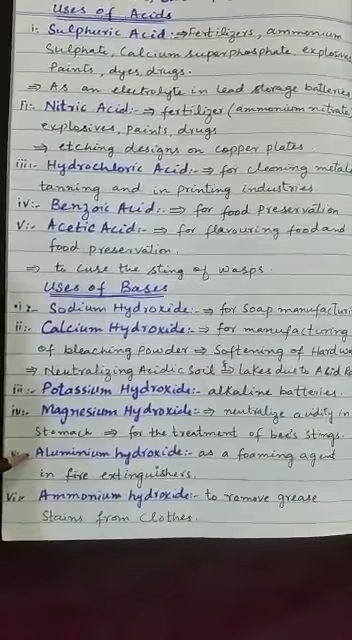 Uses of Acids
i. Sulphuric Acid:⇒ Fertilizers, ammonium
Sulphate, Calcium superphosphate, explosives
Paints, dyes, drugs.
⇒ As an electrolyte in lead storage batteries
ii:- Nitric Acid:-⇒ fertilizer (ammonium nitrate)
explosives, paints, drugs
⇒ etching designs on copper plates.
iii:- Hydrochloric Acid:-⇒ for cleaning metals
tanning and in printing industries
iv:- Benzoic Acid:-⇒ for food preservation
v:- Acetic Acid:-⇒ for flavouring food and
food preservation.
⇒ to cure the sting of wasps.
Uses of Bases
i:- Sodium Hydroxide:-⇒ for soap manufacturi
ii:- Calcium Hydroxide:-⇒ for manufacturing
of bleaching powder ⇒ Softening of Hard wa
⇒ Neutralizing Acidic Soil & lakes due to Acid Ra
iii:- Potassium Hydroxide:- alkaline batteries.
iv:- Magnesium Hydroxide:-⇒ neutralize acidity in
Stomach ⇒ for the treatment of bee's stings.
v:- Aluminium hydroxide:- as a foaming agent
in fire extinguishers.
vi:- Ammonium hydroxide:- to remove grease
Stains from clothes.